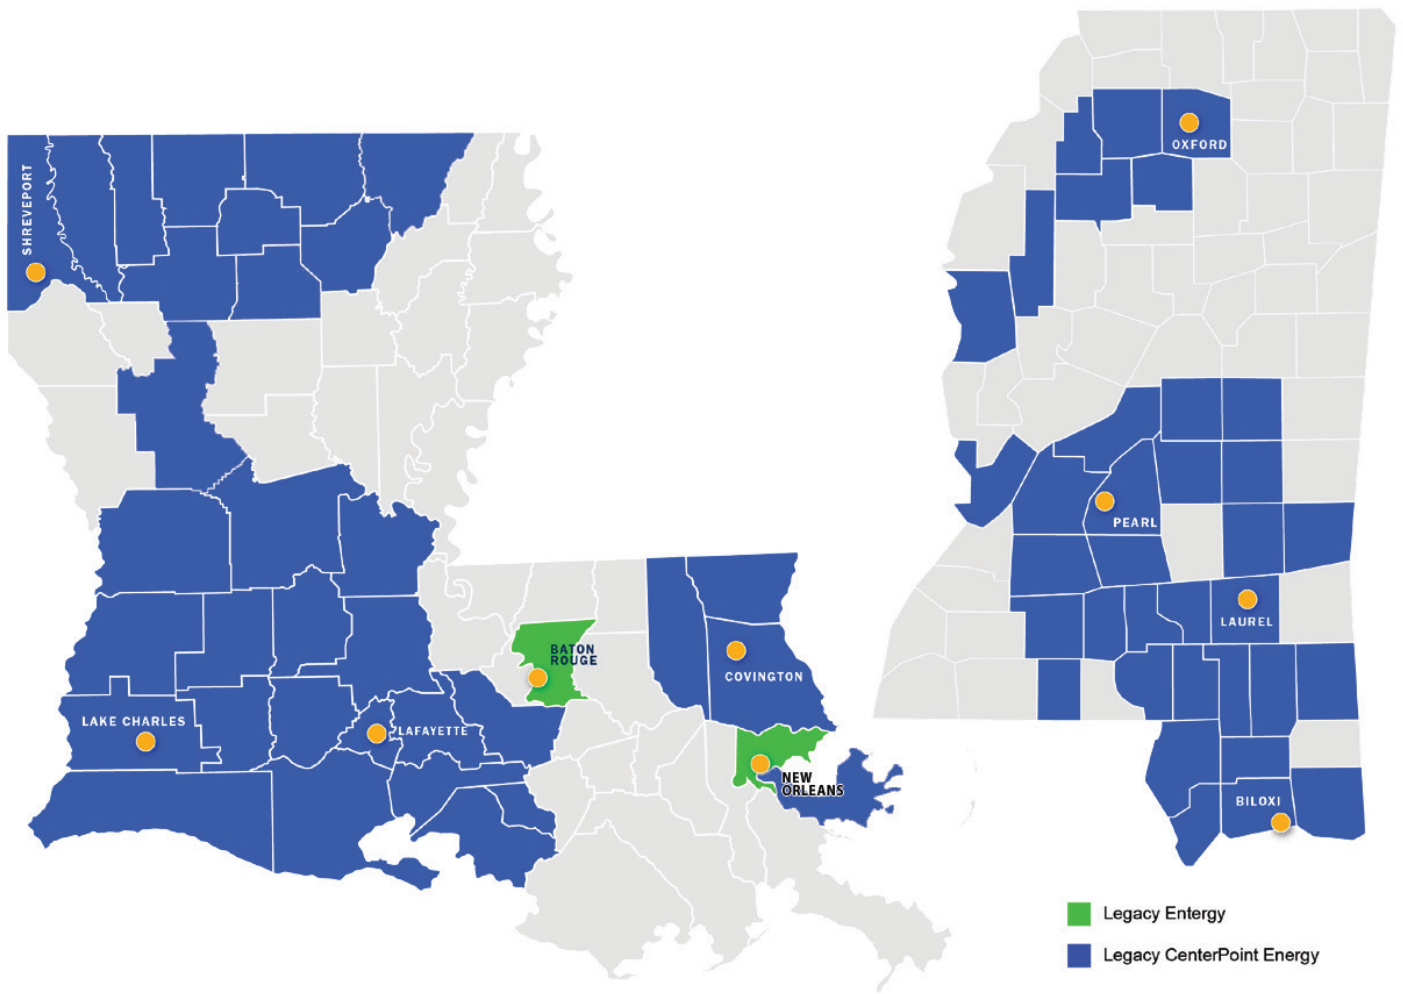 SHREVEPORT
OXFORD
PEARL
LAUREL
BATON
ROUGE
COVINGTON
LAKE CHARLES
LAFAYETTE
NEW
ORLEANS
BILOXI
Legacy Entergy
Legacy CenterPoint Energy